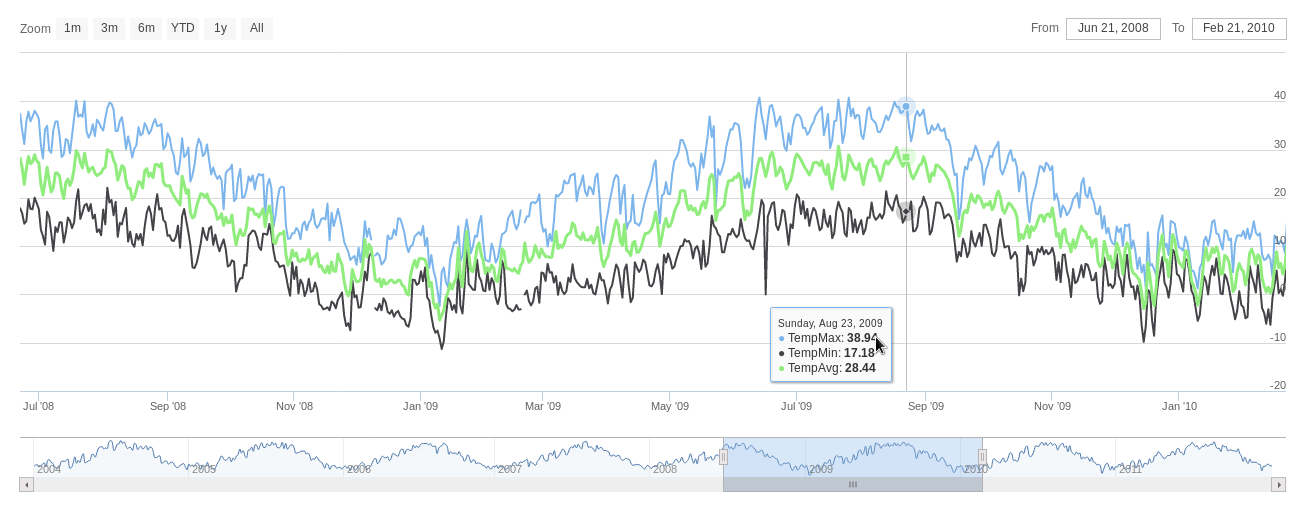 Zoom 1m 3m 6m YTD 1y All From Jun 21, 2008 To Feb 21, 2010
40
30
20
10
0
-10
-20
Sunday, Aug 23, 2009
● TempMax: 38.94
● TempMin: 17.18
● TempAvg: 28.44
Jul '08 Sep '08 Nov '08 Jan '09 Mar '09 May '09 Jul '09 Sep '09 Nov '09 Jan '10
2004 2005 2006 2007 2008 2009 2010 2011